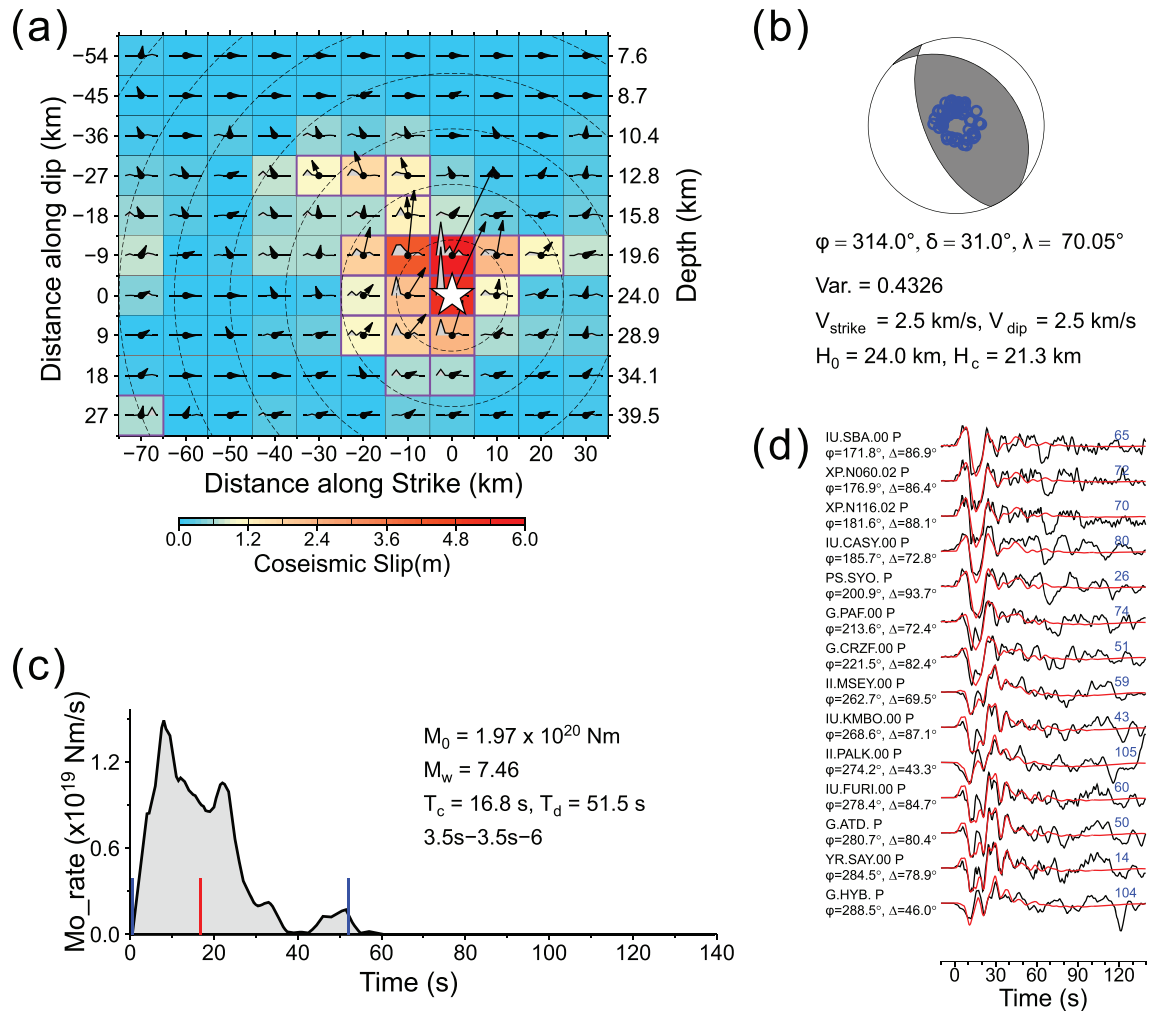 (a)
Distance along dip (km)
−54
−45
−36
−27
−18
−9
0
9
18
27
7.6
8.7
10.4
12.8
15.8
19.6
24.0
28.9
34.1
39.5
Depth (km)
−70 −60 −50 −40 −30 −20 −10 0 10 20 30
Distance along Strike (km)
0.0 1.2 2.4 3.6 4.8 6.0
Coseismic Slip(m)
(b)
φ = 314.0°, δ = 31.0°, λ = 70.05°
Var. = 0.4326
V_strike = 2.5 km/s, V_dip = 2.5 km/s
H_0 = 24.0 km, H_c = 21.3 km
(c)
Mo_rate (x10^19 Nm/s)
1.2
0.6
0.0
M_0 = 1.97 x 10^20 Nm
M_w = 7.46
T_c = 16.8 s, T_d = 51.5 s
3.5s−3.5s−6
0 20 40 60 80 100 120 140
Time (s)
(d)
IU.SBA.00 P 65
φ=171.8°, Δ=86.9°
XP.N060.02 P 72
φ=176.9°, Δ=86.4°
XP.N116.02 P 70
φ=181.6°, Δ=88.1°
IU.CASY.00 P 80
φ=185.7°, Δ=72.8°
PS.SYO. P 26
φ=200.9°, Δ=93.7°
G.PAF.00 P 74
φ=213.6°, Δ=72.4°
G.CRZF.00 P 51
φ=221.5°, Δ=82.4°
II.MSEY.00 P 59
φ=262.7°, Δ=69.5°
IU.KMBO.00 P 43
φ=268.6°, Δ=87.1°
II.PALK.00 P 105
φ=274.2°, Δ=43.3°
IU.FURI.00 P 60
φ=278.4°, Δ=84.7°
G.ATD. P 50
φ=280.7°, Δ=80.4°
YR.SAY.00 P 14
φ=284.5°, Δ=78.9°
G.HYB. P 104
φ=288.5°, Δ=46.0°
0 30 60 90 120
Time (s)